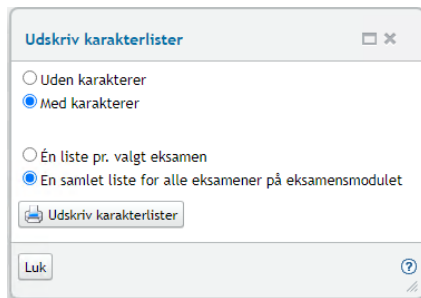 Udskriv karakterlister
Uden karakterer
Med karakterer
Én liste pr. valgt eksamen
En samlet liste for alle eksamener på eksamensmodulet
Udskriv karakterlister
Luk
?